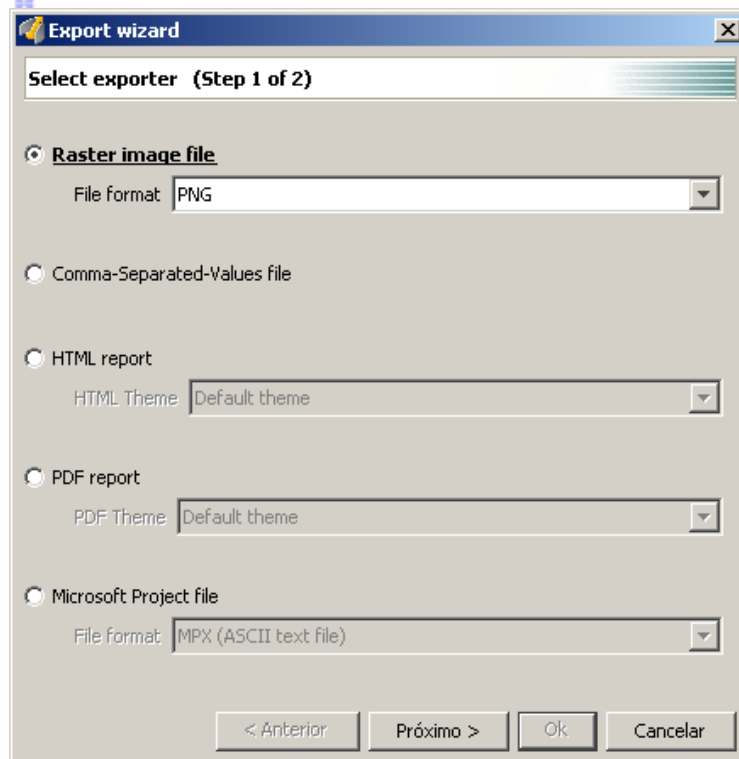 Export wizard
Select exporter (Step 1 of 2)
Raster image file
File format PNG
Comma-Separated-Values file
HTML report
HTML Theme Default theme
PDF report
PDF Theme Default theme
Microsoft Project file
File format MPX (ASCII text file)
< Anterior Próximo > Ok Cancelar